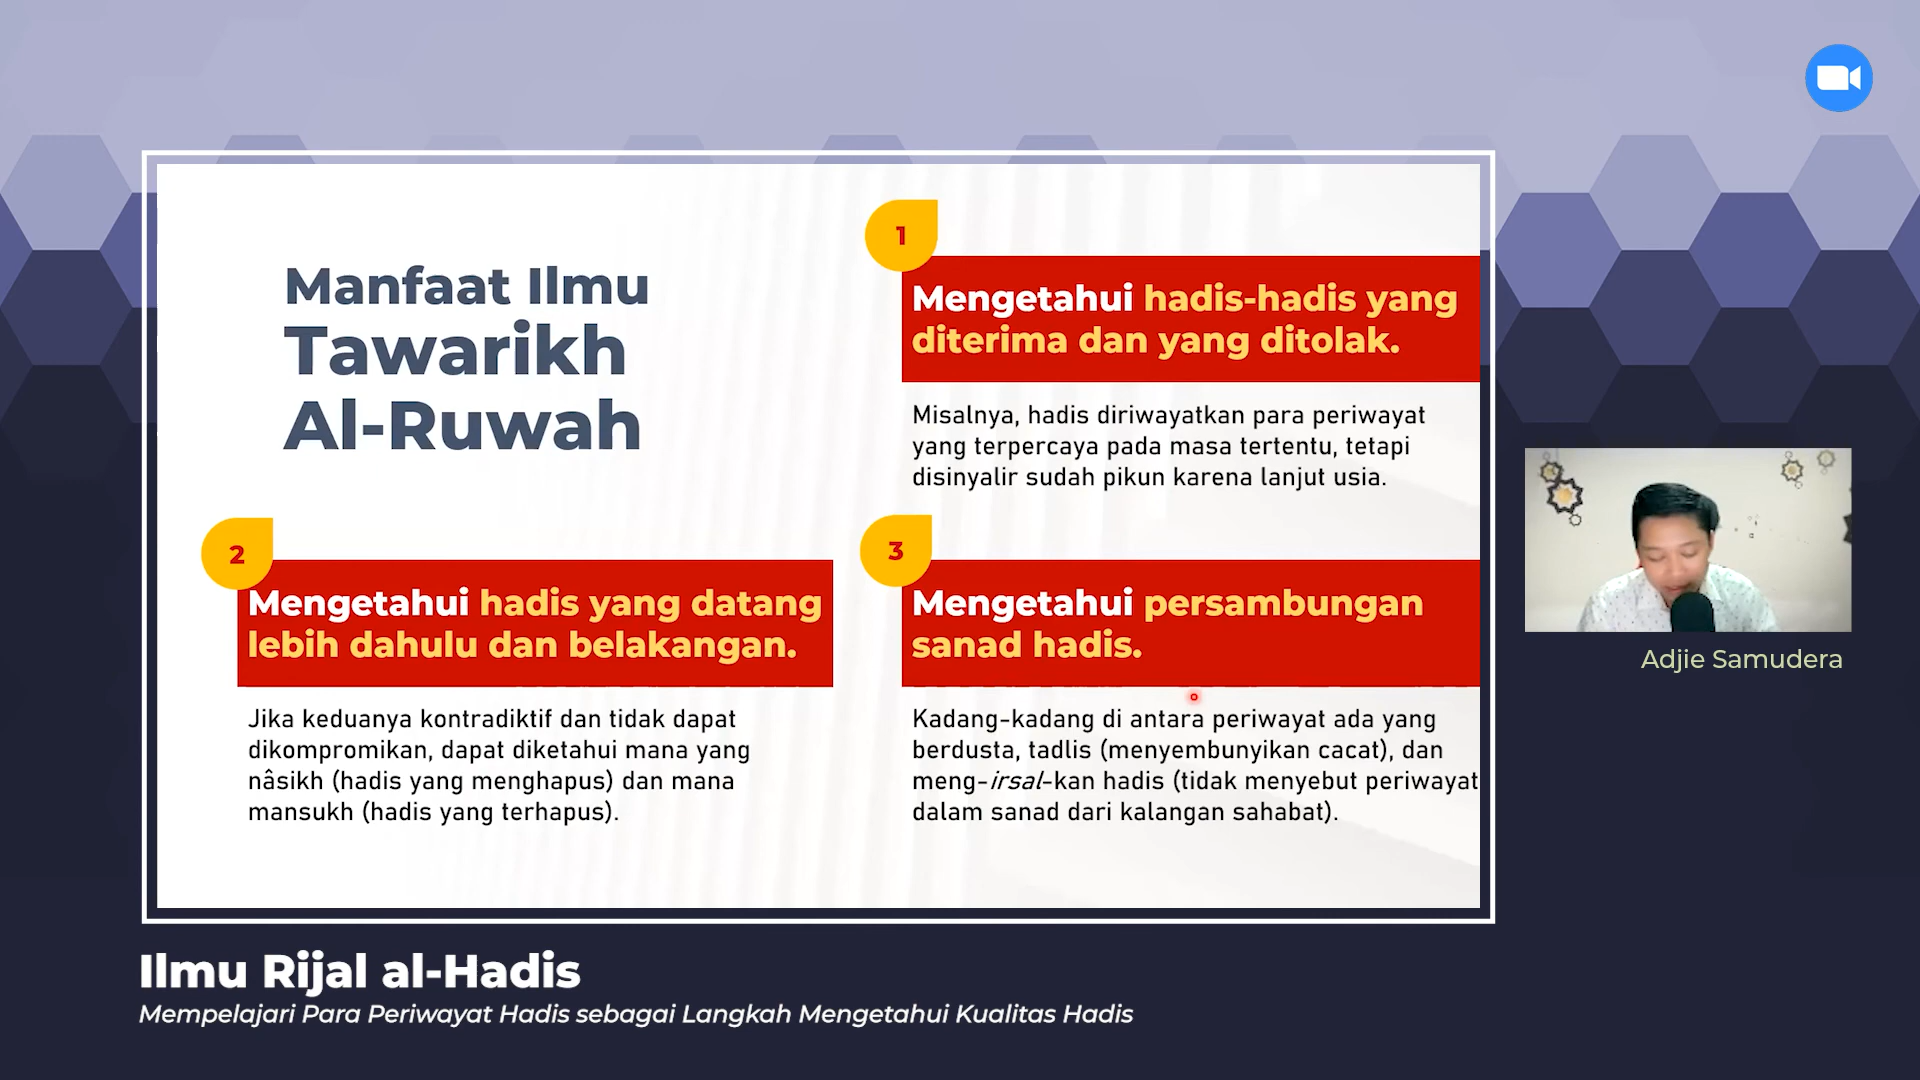 Manfaat Ilmu
Tawarikh
Al-Ruwah
1
Mengetahui hadis-hadis yang
diterima dan yang ditolak.
Misalnya, hadis diriwayatkan para periwayat
yang terpercaya pada masa tertentu, tetapi
disinyalir sudah pikun karena lanjut usia.
2
Mengetahui hadis yang datang
lebih dahulu dan belakangan.
Jika keduanya kontradiktif dan tidak dapat
dikompromikan, dapat diketahui mana yang
nâsikh (hadis yang menghapus) dan mana
mansukh (hadis yang terhapus).
3
Mengetahui persambungan
sanad hadis.
Kadang-kadang di antara periwayat ada yang
berdusta, tadlis (menyembunyikan cacat), dan
meng-irsal-kan hadis (tidak menyebut periwayat
dalam sanad dari kalangan sahabat).
Adjie Samudera
Ilmu Rijal al-Hadis
Mempelajari Para Periwayat Hadis sebagai Langkah Mengetahui Kualitas Hadis